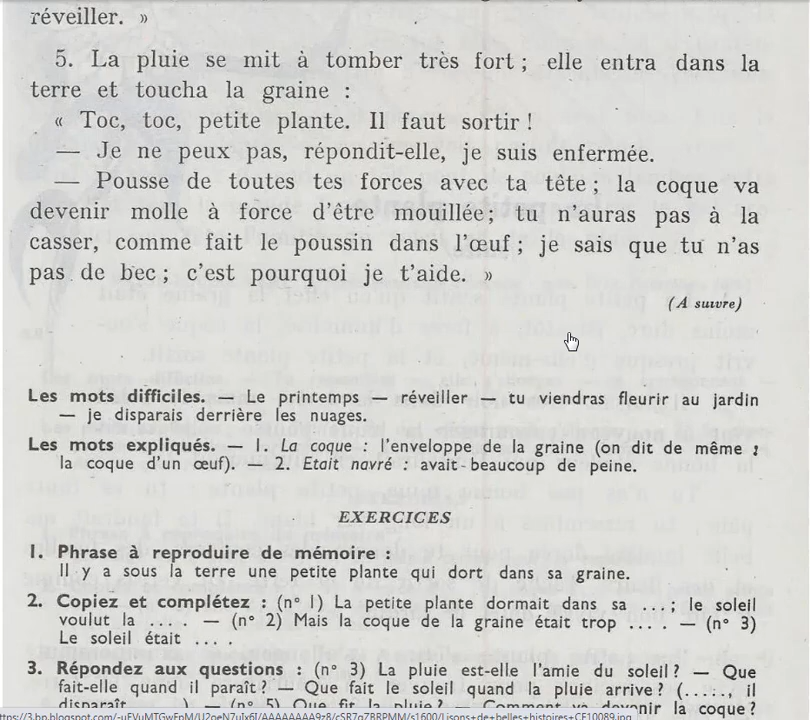 réveiller. »
5. La pluie se mit à tomber très fort ; elle entra dans la
terre et toucha la graine :
« Toc, toc, petite plante. Il faut sortir !
— Je ne peux pas, répondit-elle, je suis enfermée.
— Pousse de toutes tes forces avec ta tête ; la coque va
devenir molle à force d'être mouillée ; tu n'auras pas à la
casser, comme fait le poussin dans l'œuf ; je sais que tu n'as
pas de bec ; c'est pourquoi je t'aide. »
(A suivre)
Les mots difficiles. — Le printemps — réveiller — tu viendras fleurir au jardin
— je disparais derrière les nuages.
Les mots expliqués. — 1. La coque : l'enveloppe de la graine (on dit de même :
la coque d'un œuf). — 2. Etait navré : avait beaucoup de peine.
EXERCICES
1. Phrase à reproduire de mémoire :
Il y a sous la terre une petite plante qui dort dans sa graine.
2. Copiez et complétez : (n° 1) La petite plante dormait dans sa ... ; le soleil
voulut la .... — (n° 2) Mais la coque de la graine était trop .... — (n° 3)
Le soleil était ....
3. Répondez aux questions : (n° 3) La pluie est-elle l'amie du soleil ? — Que
fait-elle quand il paraît ? — Que fait le soleil quand la pluie arrive ? (....., il
disparaît ) — (n° 5) Que fit la pluie ? — Comment va devenir la coque ?